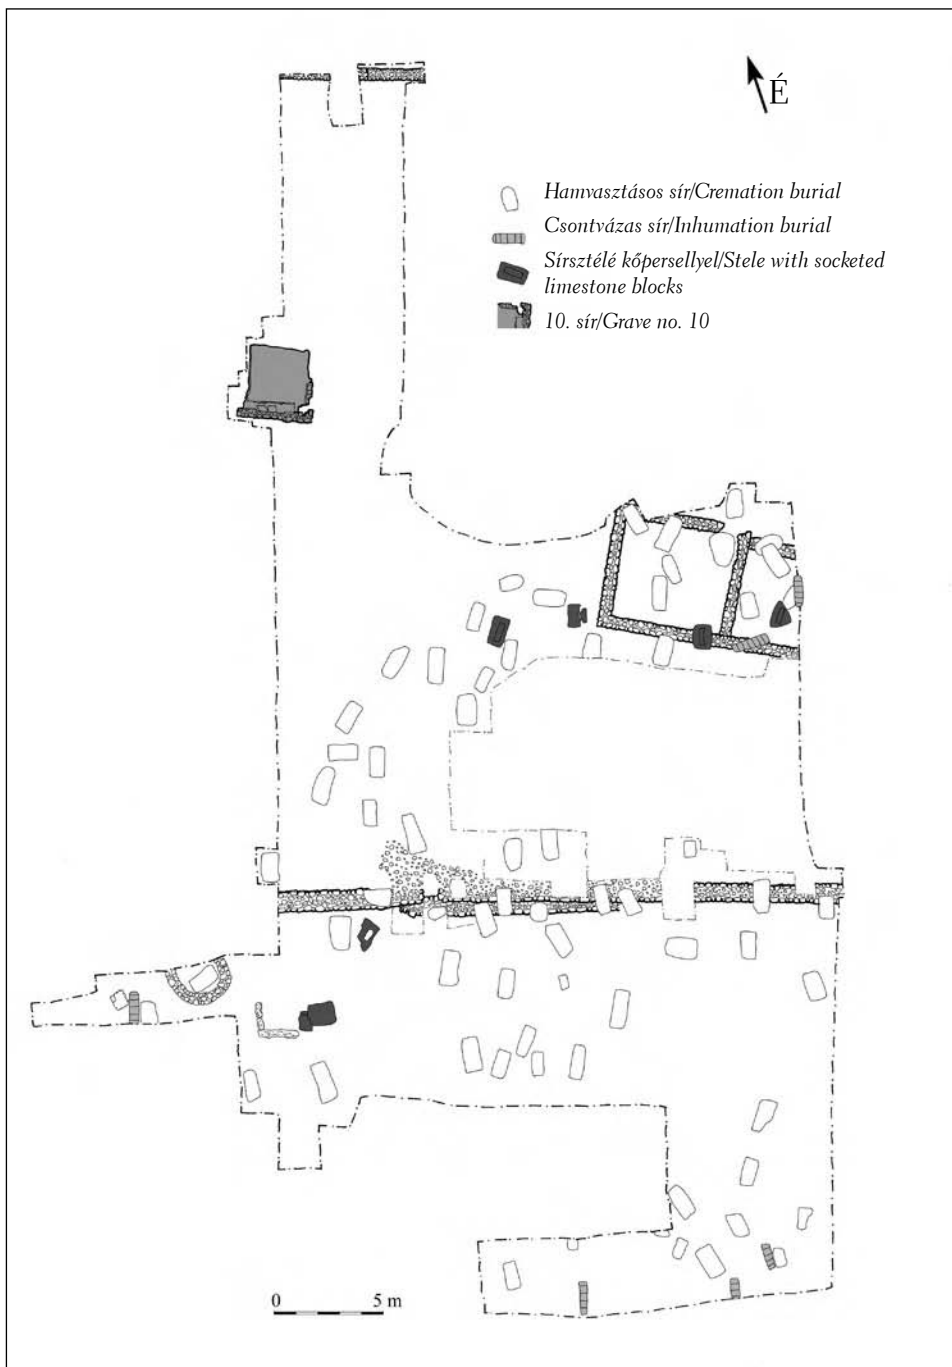 É
Hamvasztásos sír/Cremation burial
Csontvázas sír/Inhumation burial
Sírsztélé kőpersellyel/Stele with socketed
limestone blocks
10. sír/Grave no. 10
0 5 m